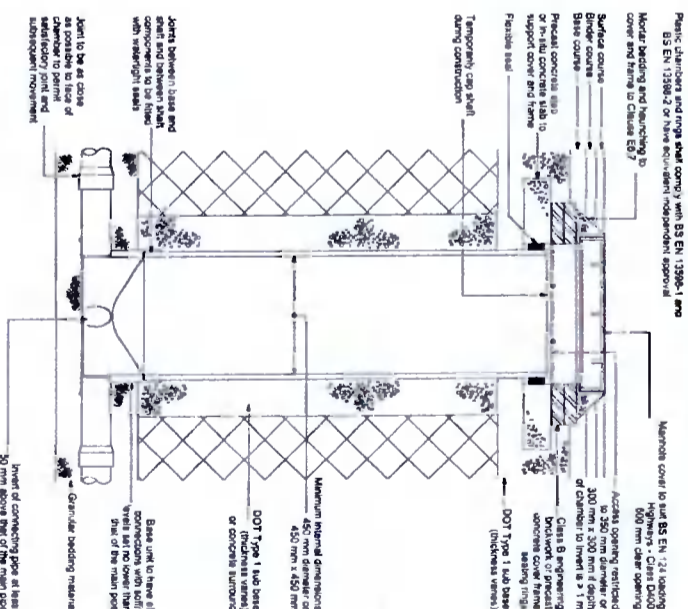 Plastic chambers and rings shall comply with BS EN 13598-1 and
BS EN 13598-2 or have equivalent independent approval
Mortar bedding and haunching to
cover and frame to Clause E6.7
Surface course
Binder course
Base course
Precast concrete slab
or in-situ concrete slab to
support cover and frame
Flexible seal
Temporarily cap shaft
during construction
Joints between base and
shaft and between shaft
components to be fitted
with watertight seals
Joint to be as close
as possible to face of
chamber to permit
satisfactory joint and
subsequent movement
Manhole cover to suit BS EN 124 loading
Highways - Class D400
600 mm clear opening
Access opening restricted
to 350 mm diameter or
300 mm x 300 mm if depth
of chamber to invert is > 1 m
Class B engineering
brickwork or precast
concrete cover frame
seating rings
DOT Type 1 sub base
(thickness varies)
Minimum internal dimensions
450 mm diameter or
450 mm x 450 mm
DOT Type 1 sub base
(thickness varies)
or concrete surround
Base unit to have all
connections with soffit
levels set no lower than
that of the main pipe
Granular bedding material
Invert of connecting pipe at least
50 mm above that of the main pipe